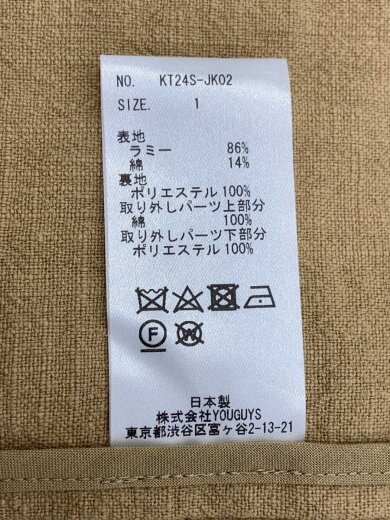 NO. KT24S-JK02
SIZE. 1
表地
ラミー 86%
綿 14%
裏地
ポリエステル 100%
取り外しパーツ上部分
綿 100%
取り外しパーツ下部分
ポリエステル 100%
F W
日本製
株式会社YOUGUYS
東京都渋谷区富ヶ谷2-13-21